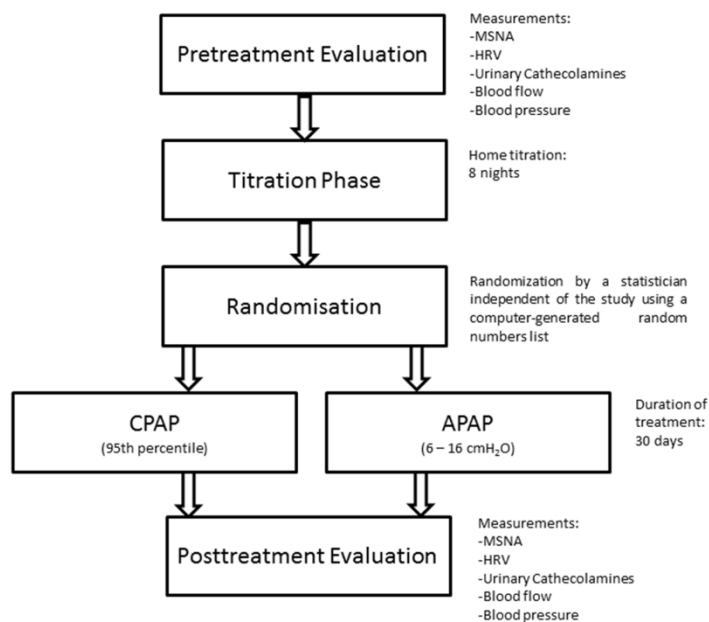 Pretreatment Evaluation
Measurements:
-MSNA
-HRV
-Urinary Cathecolamines
-Blood flow
-Blood pressure
Titration Phase
Home titration:
8 nights
Randomisation
Randomization by a statistician
independent of the study using a
computer-generated random
numbers list
CPAP
(95th percentile)
APAP
(6 – 16 cmH₂O)
Duration of
treatment:
30 days
Posttreatment Evaluation
Measurements:
-MSNA
-HRV
-Urinary Cathecolamines
-Blood flow
-Blood pressure